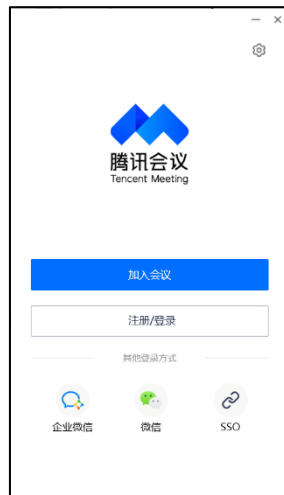 腾讯会议
Tencent Meeting
加入会议
注册/登录
其他登录方式
企业微信
微信
SSO